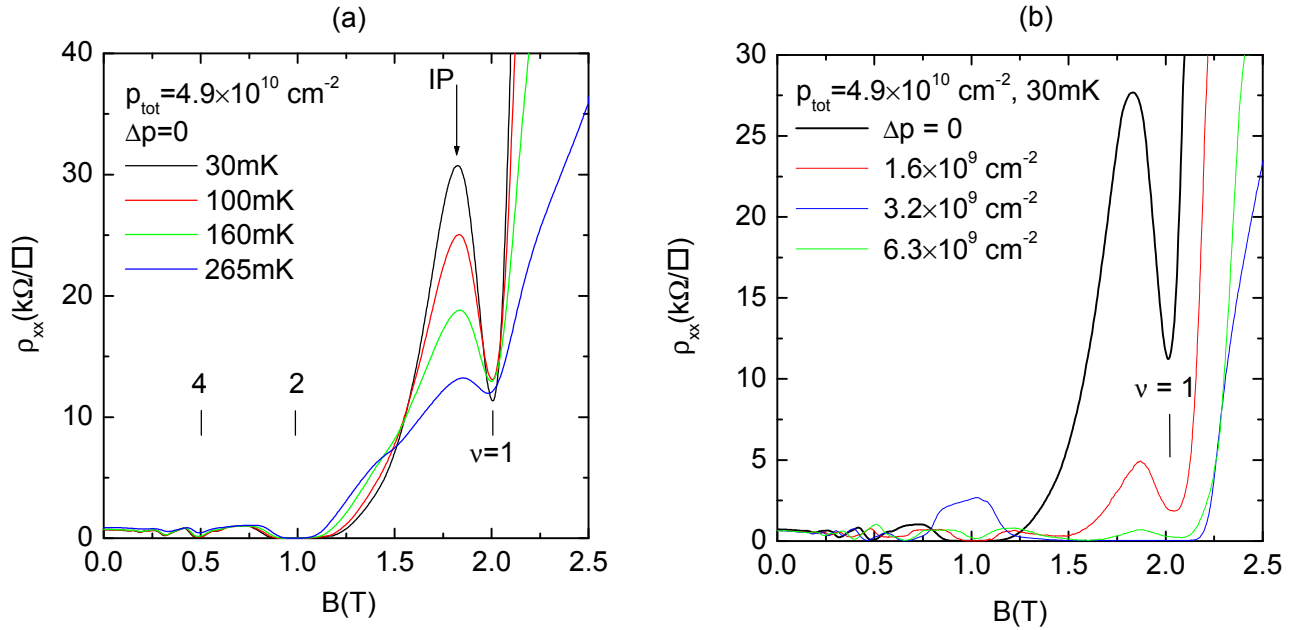 (a)
40
30
20
10
0
ρxx(kΩ/□)
p_tot=4.9×10^10 cm^-2
Δp=0
30mK
100mK
160mK
265mK
IP
4
2
ν=1
0.0 0.5 1.0 1.5 2.0 2.5
B(T)
(b)
30
25
20
15
10
5
0
ρxx(kΩ/□)
p_tot=4.9×10^10 cm^-2, 30mK
Δp = 0
1.6×10^9 cm^-2
3.2×10^9 cm^-2
6.3×10^9 cm^-2
ν = 1
0.0 0.5 1.0 1.5 2.0 2.5
B(T)